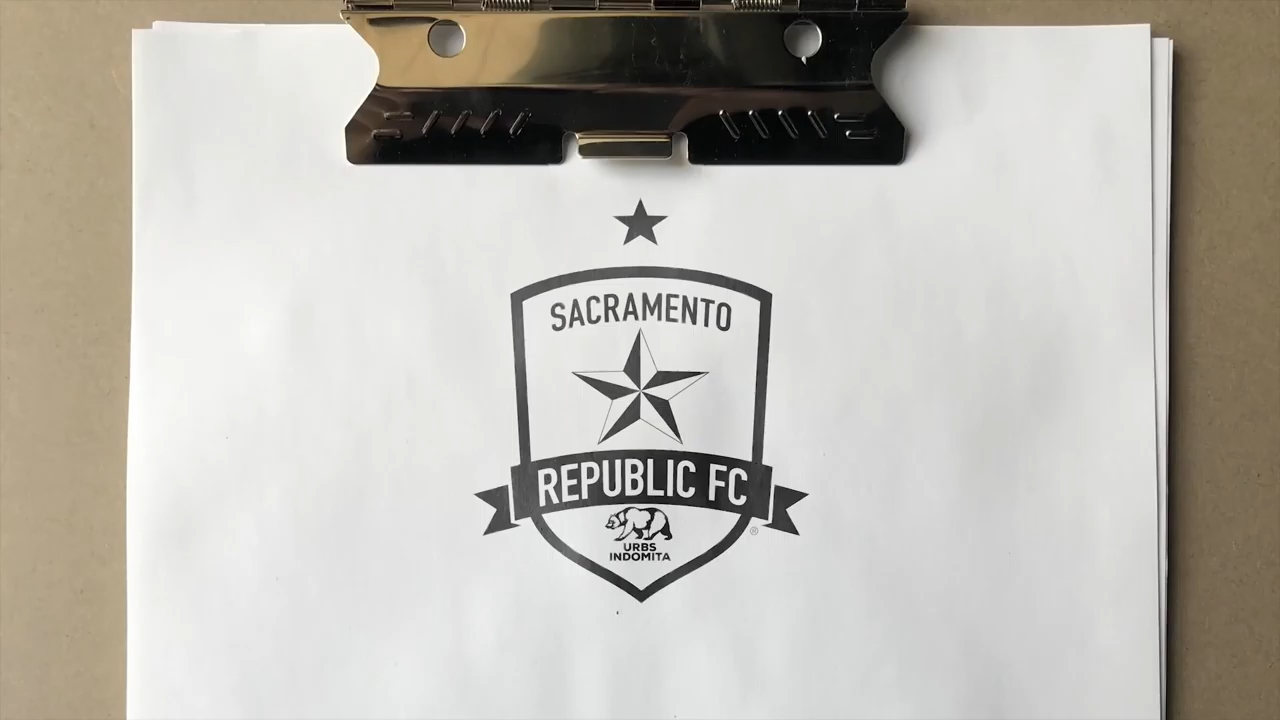 SACRAMENTO
REPUBLIC FC
URBS
INDOMITA
®